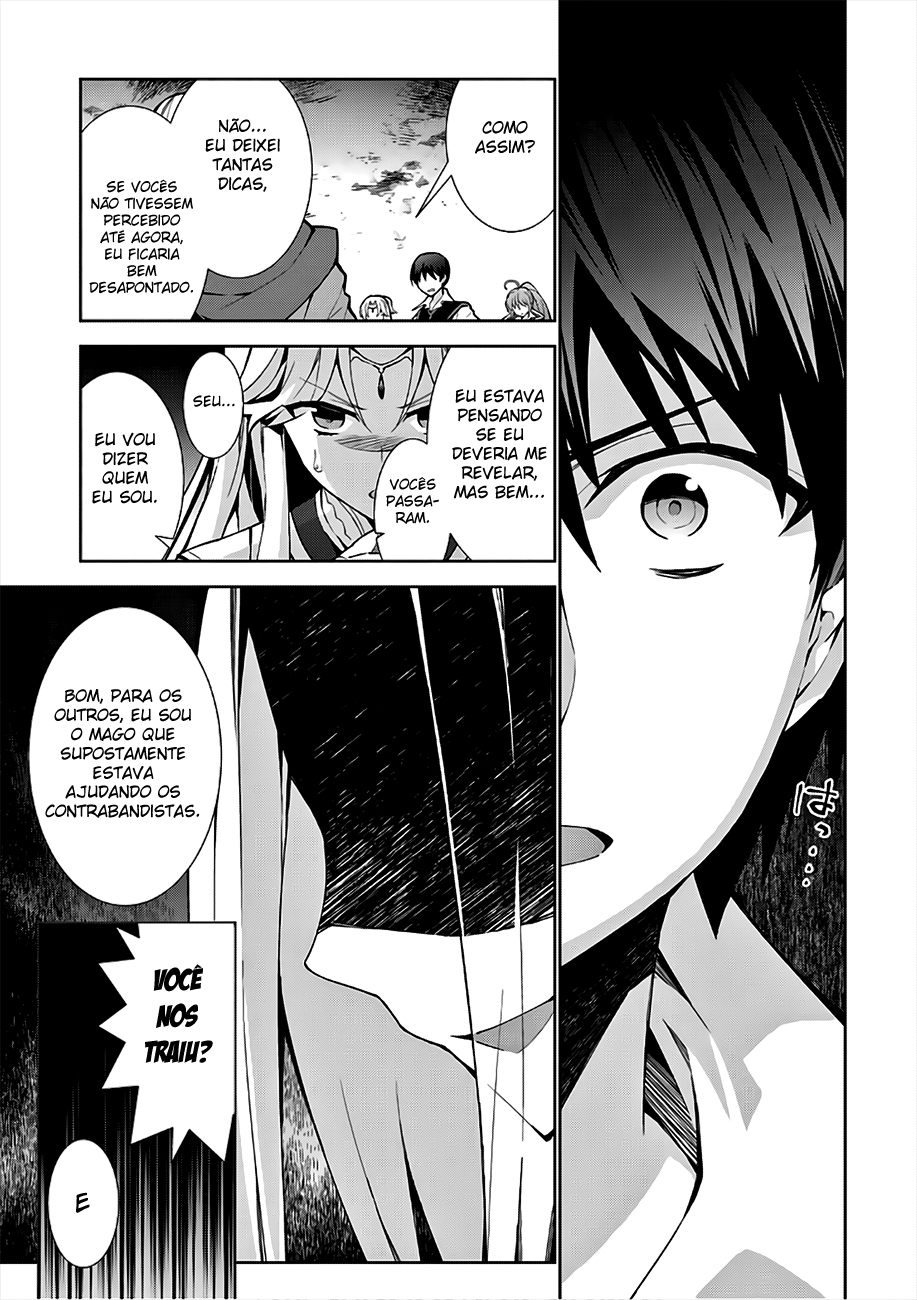 は
っ
…
COMO
ASSIM?
NÃO...
EU DEIXEI
TANTAS
DICAS,
SE VOCÊS
NÃO TIVESSEM
PERCEBIDO
ATÉ AGORA,
EU FICARIA
BEM
DESAPONTADO.
EU ESTAVA
PENSANDO
SE EU
DEVERIA ME
REVELAR,
MAS BEM...
VOCÊS
PASSA-
RAM.
SEU...
EU VOU
DIZER
QUEM
EU SOU.
BOM, PARA OS
OUTROS, EU SOU
O MAGO QUE
SUPOSTAMENTE
ESTAVA
AJUDANDO OS
CONTRABANDISTAS.
VOCÊ
NOS
TRAIU?
E